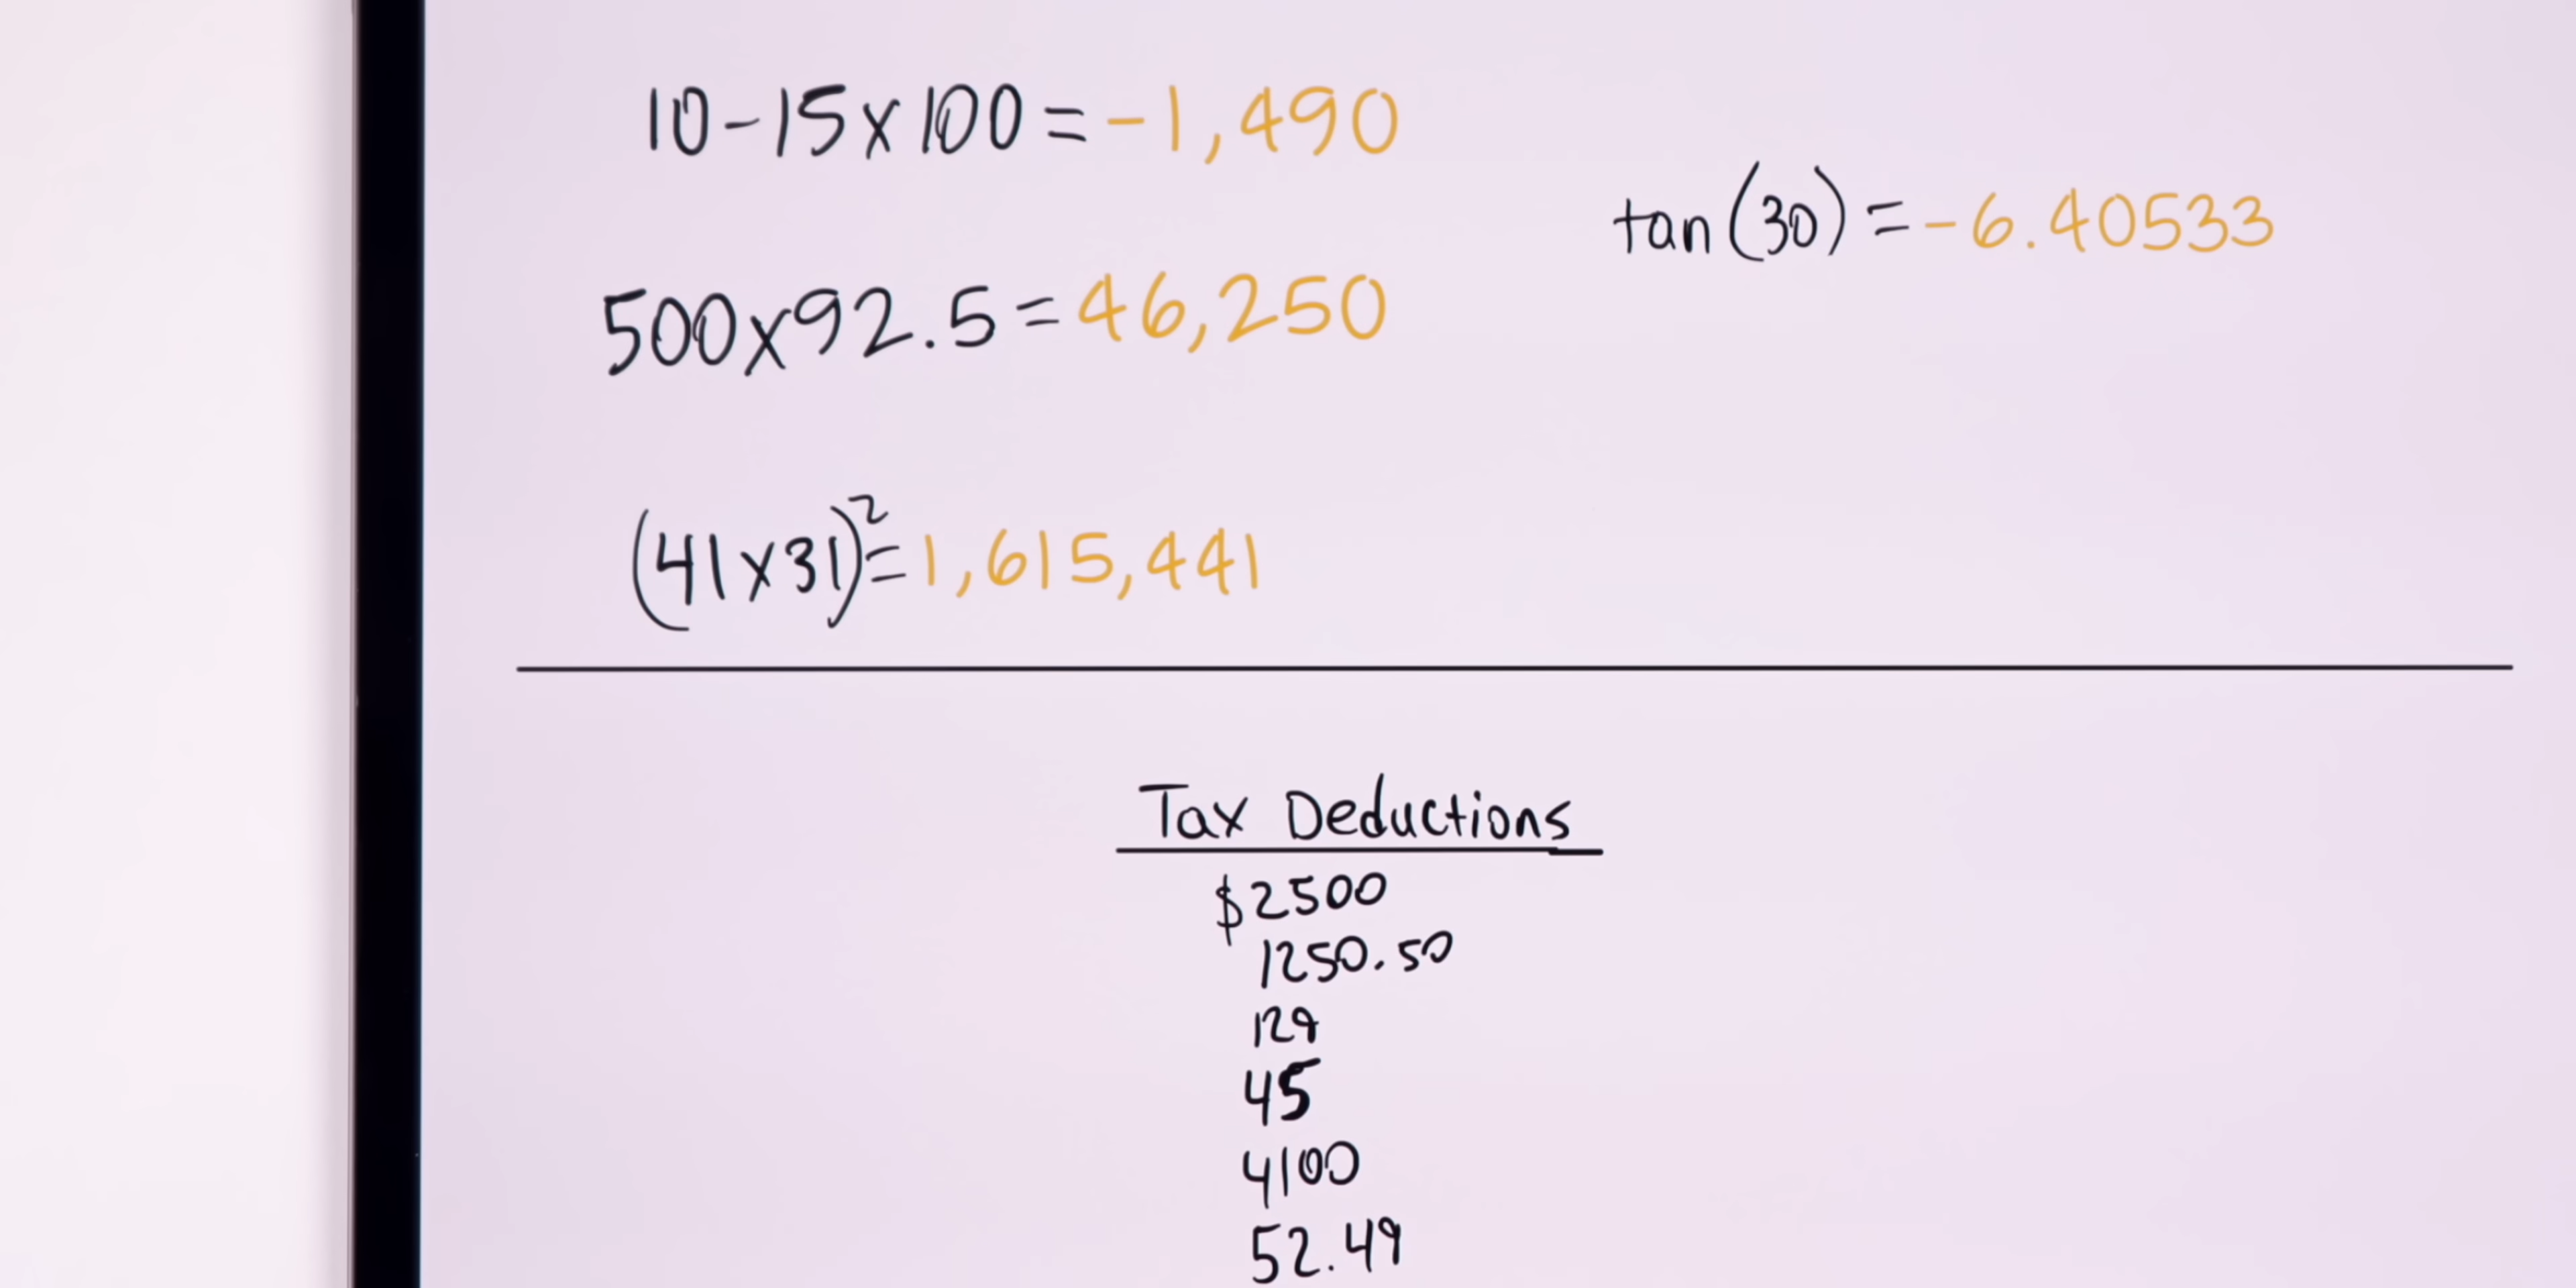 10-15x100=-1,490
tan(30)=-6.40533
500x92.5=46,250
(41x31)²=1,615,441
Tax Deductions
$2500
1250.50
129
45
4100
52.49